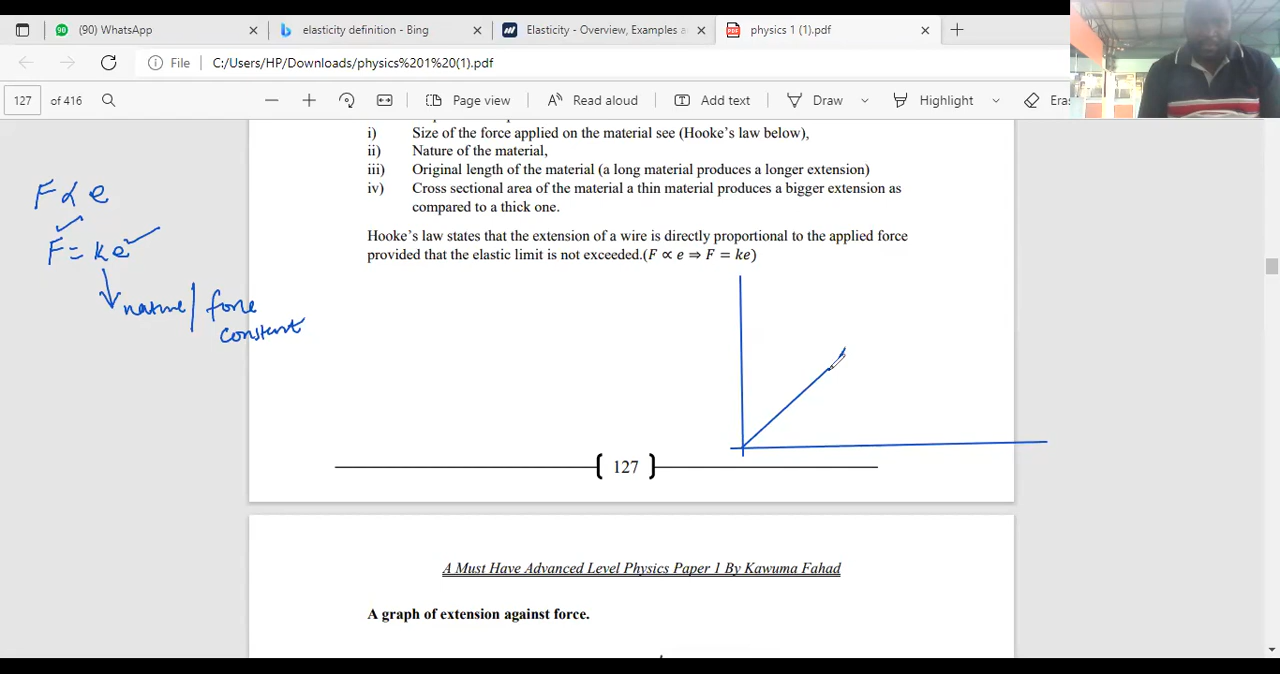 (90) WhatsApp
elasticity definition - Bing
Elasticity - Overview, Examples a
physics 1 (1).pdf
File
C:/Users/HP/Downloads/physics%201%20(1).pdf
127 of 416
Page view
Read aloud
Add text
Draw
Highlight
Eras
i) Size of the force applied on the material see (Hooke’s law below),
ii) Nature of the material,
iii) Original length of the material (a long material produces a longer extension)
iv) Cross sectional area of the material a thin material produces a bigger extension as
compared to a thick one.
F ∝ e
F = ke
Hooke’s law states that the extension of a wire is directly proportional to the applied force
provided that the elastic limit is not exceeded.(F ∝ e ⇒ F = ke)
force
constant
{ 127 }
A Must Have Advanced Level Physics Paper 1 By Kawuma Fahad
A graph of extension against force.